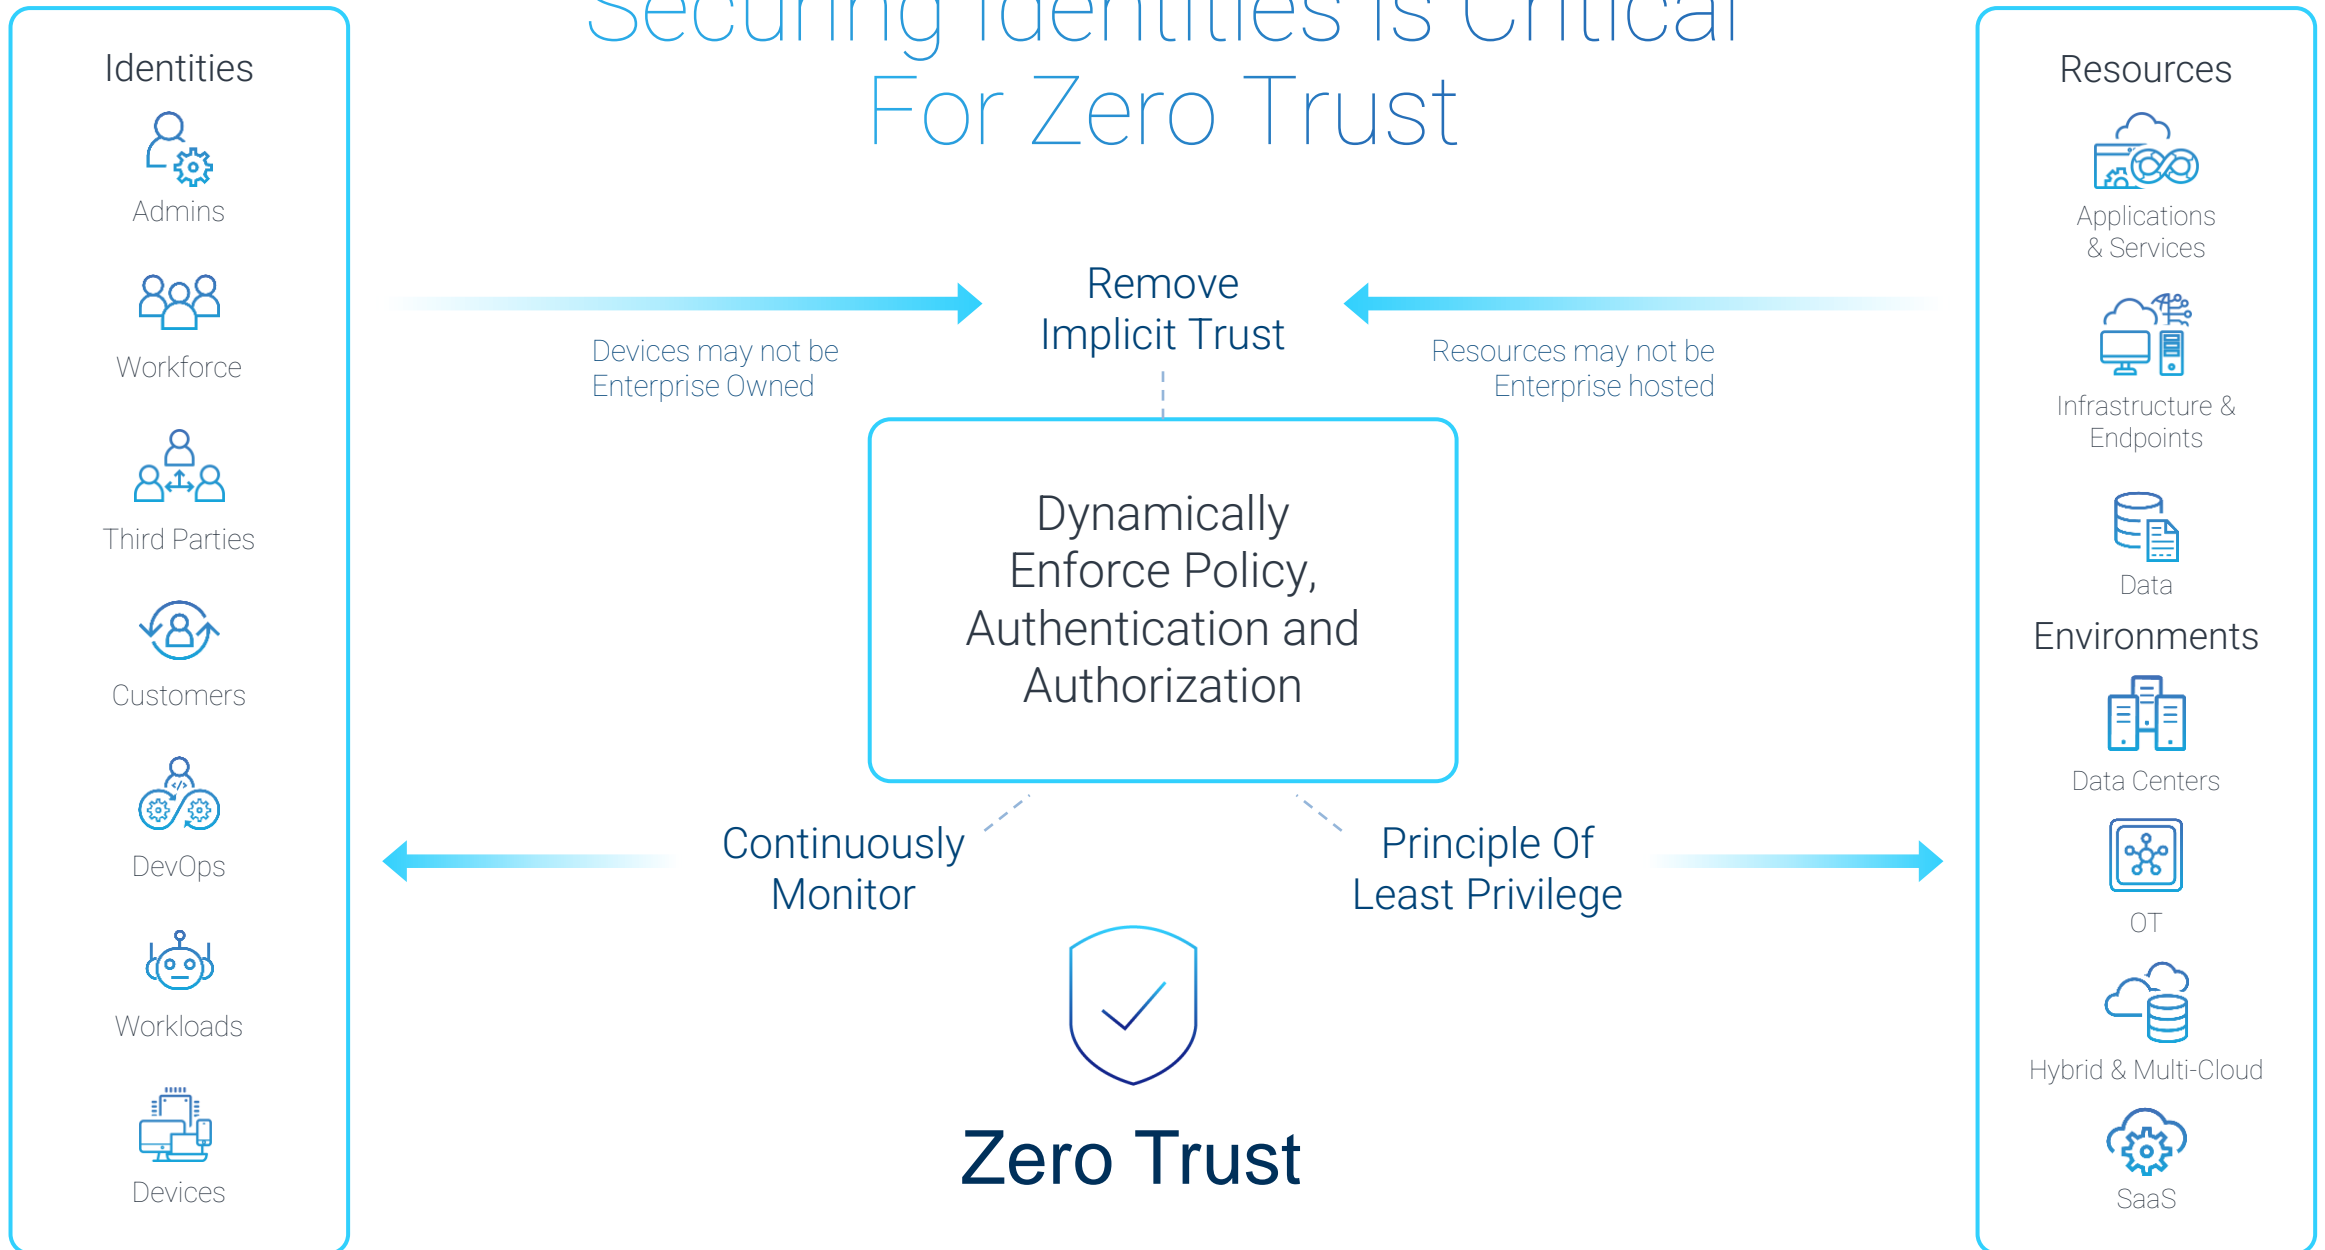 Securing Identities Is Critical
For Zero Trust
Identities
Admins
Workforce
Third Parties
Customers
DevOps
Workloads
Devices
Remove
Implicit Trust
Devices may not be
Enterprise Owned
Resources may not be
Enterprise hosted
Dynamically
Enforce Policy,
Authentication and
Authorization
Continuously
Monitor
Principle Of
Least Privilege
Zero Trust
Resources
Applications
& Services
Infrastructure &
Endpoints
Data
Environments
Data Centers
OT
Hybrid & Multi-Cloud
SaaS